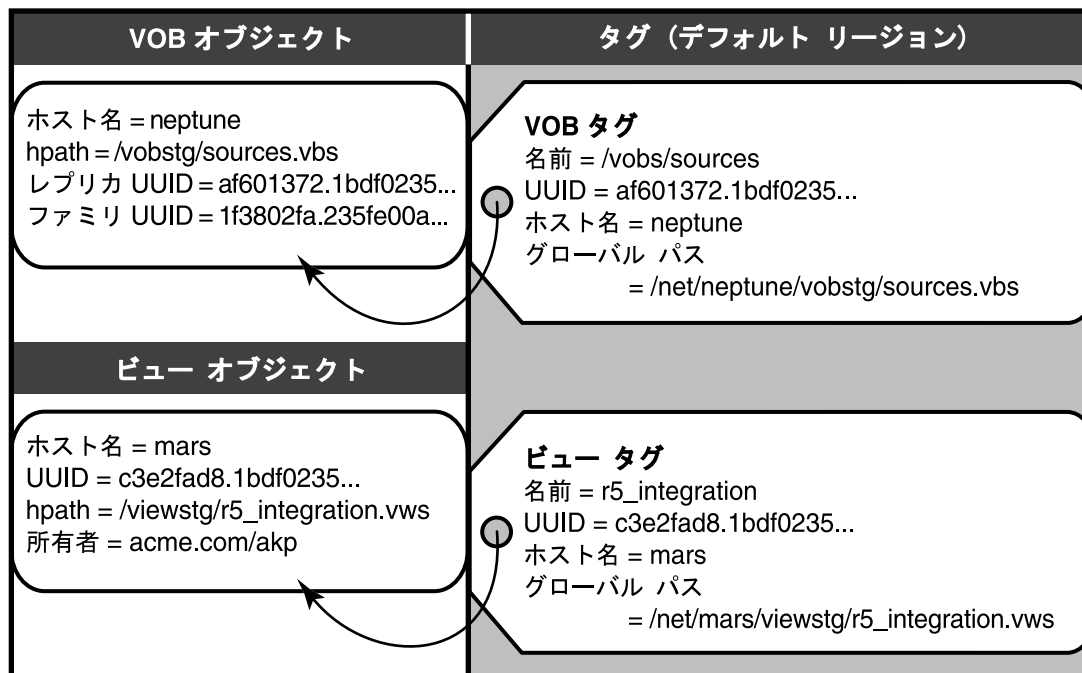 VOB オブジェクト
タグ（デフォルト リージョン）
ホスト名 = neptune
hpath = /vobstg/sources.vbs
レプリカ UUID = af601372.1bdf0235...
ファミリ UUID = 1f3802fa.235fe00a...
VOB タグ
名前 = /vobs/sources
UUID = af601372.1bdf0235...
ホスト名 = neptune
グローバル パス
= /net/neptune/vobstg/sources.vbs
ビュー オブジェクト
ホスト名 = mars
UUID = c3e2fad8.1bdf0235...
hpath = /viewstg/r5_integration.vws
所有者 = acme.com/akp
ビュー タグ
名前 = r5_integration
UUID = c3e2fad8.1bdf0235...
ホスト名 = mars
グローバル パス
= /net/mars/viewstg/r5_integration.vws